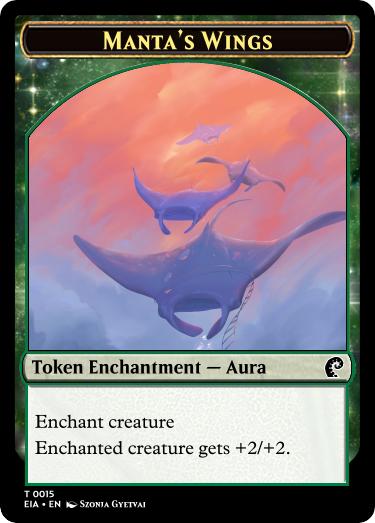 Manta's Wings
Token Enchantment — Aura
Enchant creature
Enchanted creature gets +2/+2.
T 0015
EIA • EN Szonja Gyetvai